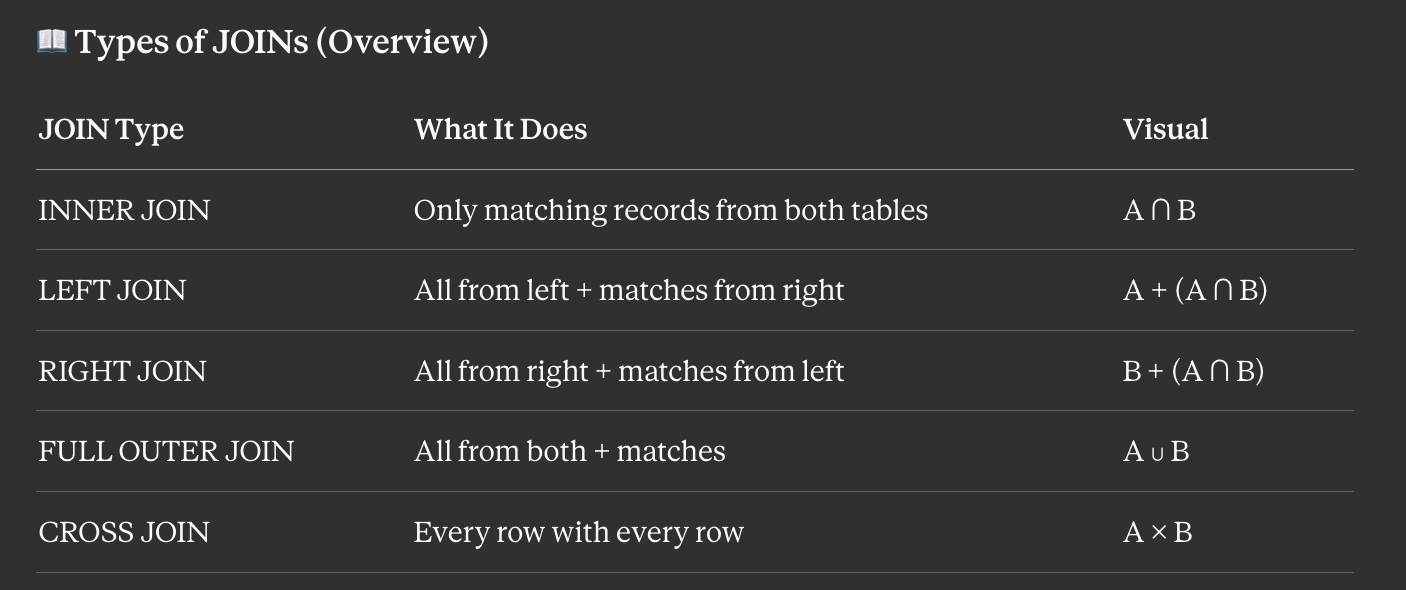 📖 Types of JOINs (Overview)
JOIN Type What It Does Visual
INNER JOIN Only matching records from both tables A ∩ B
LEFT JOIN All from left + matches from right A + (A ∩ B)
RIGHT JOIN All from right + matches from left B + (A ∩ B)
FULL OUTER JOIN All from both + matches A ∪ B
CROSS JOIN Every row with every row A × B